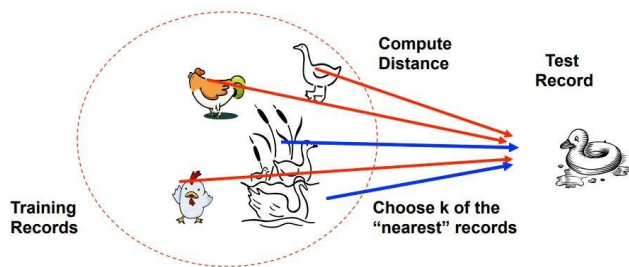 Compute
Distance
Test
Record
Training
Records
Choose k of the
“nearest” records